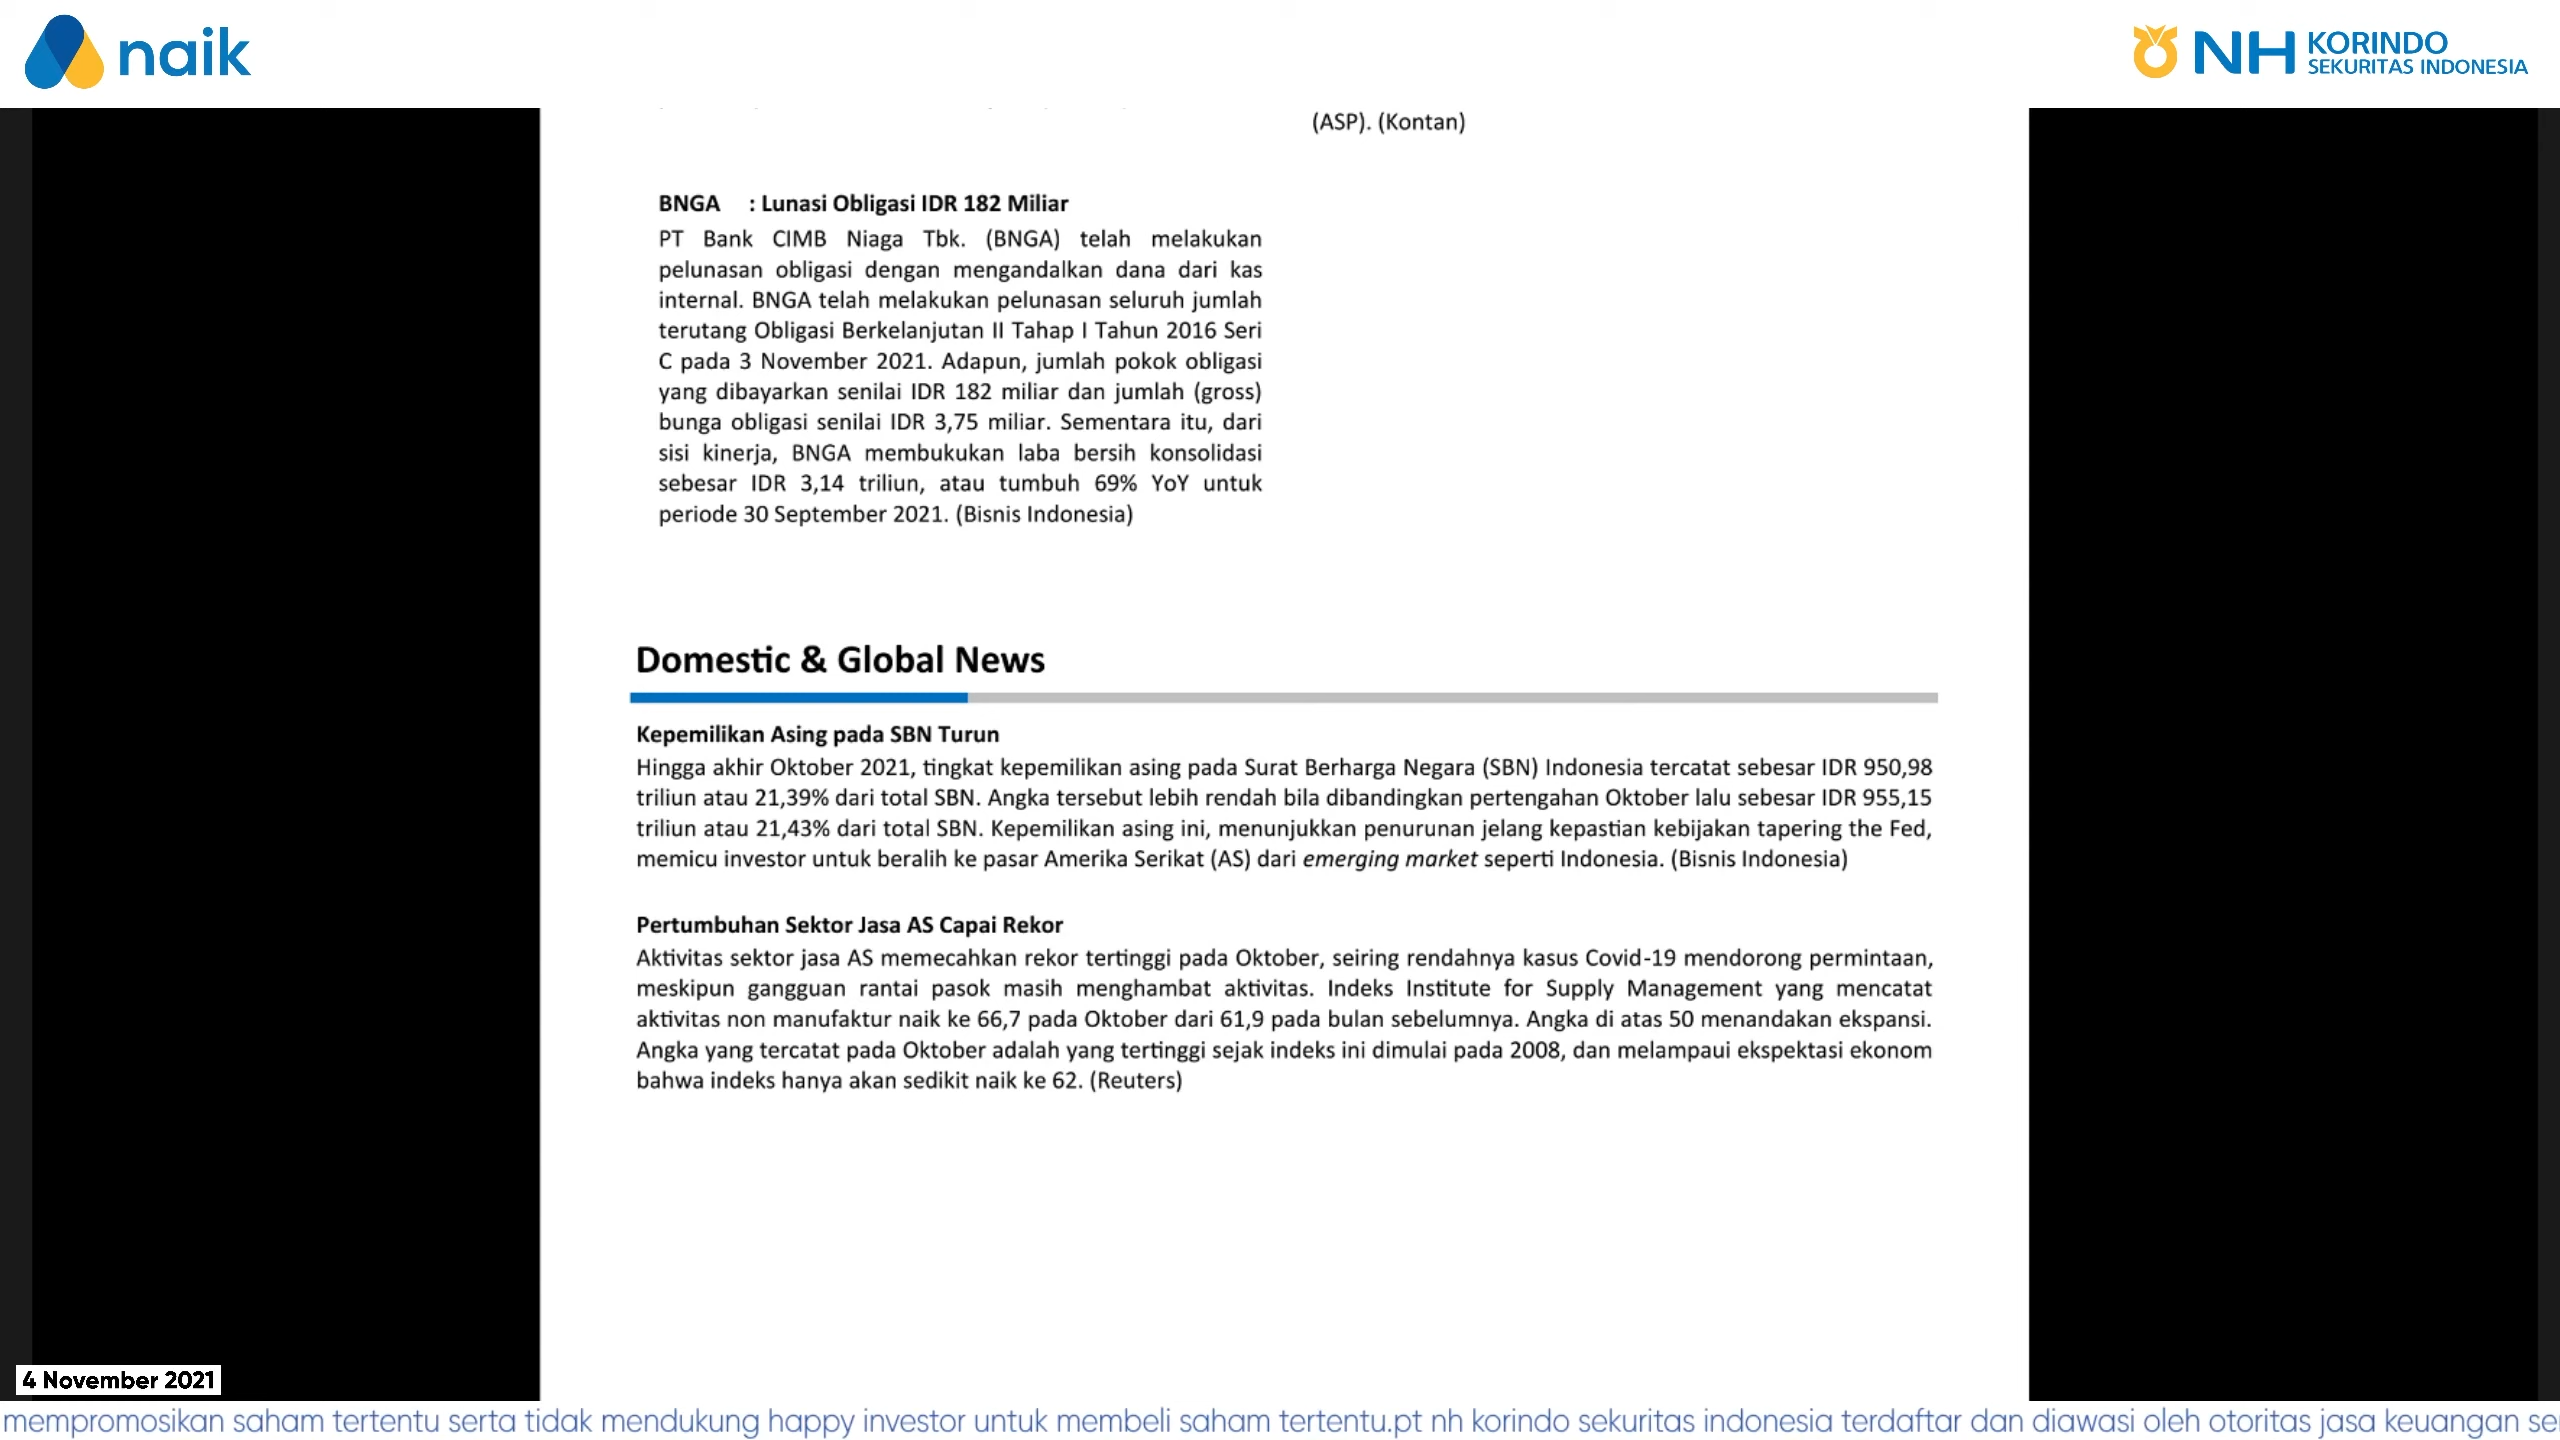 naik
NH KORINDO
SEKURITAS INDONESIA
(ASP). (Kontan)
BNGA : Lunasi Obligasi IDR 182 Miliar
PT Bank CIMB Niaga Tbk. (BNGA) telah melakukan
pelunasan obligasi dengan mengandalkan dana dari kas
internal. BNGA telah melakukan pelunasan seluruh jumlah
terutang Obligasi Berkelanjutan II Tahap I Tahun 2016 Seri
C pada 3 November 2021. Adapun, jumlah pokok obligasi
yang dibayarkan senilai IDR 182 miliar dan jumlah (gross)
bunga obligasi senilai IDR 3,75 miliar. Sementara itu, dari
sisi kinerja, BNGA membukukan laba bersih konsolidasi
sebesar IDR 3,14 triliun, atau tumbuh 69% YoY untuk
periode 30 September 2021. (Bisnis Indonesia)
Domestic & Global News
Kepemilikan Asing pada SBN Turun
Hingga akhir Oktober 2021, tingkat kepemilikan asing pada Surat Berharga Negara (SBN) Indonesia tercatat sebesar IDR 950,98
triliun atau 21,39% dari total SBN. Angka tersebut lebih rendah bila dibandingkan pertengahan Oktober lalu sebesar IDR 955,15
triliun atau 21,43% dari total SBN. Kepemilikan asing ini, menunjukkan penurunan jelang kepastian kebijakan tapering the Fed,
memicu investor untuk beralih ke pasar Amerika Serikat (AS) dari emerging market seperti Indonesia. (Bisnis Indonesia)
Pertumbuhan Sektor Jasa AS Capai Rekor
Aktivitas sektor jasa AS memecahkan rekor tertinggi pada Oktober, seiring rendahnya kasus Covid-19 mendorong permintaan,
meskipun gangguan rantai pasok masih menghambat aktivitas. Indeks Institute for Supply Management yang mencatat
aktivitas non manufaktur naik ke 66,7 pada Oktober dari 61,9 pada bulan sebelumnya. Angka di atas 50 menandakan ekspansi.
Angka yang tercatat pada Oktober adalah yang tertinggi sejak indeks ini dimulai pada 2008, dan melampaui ekspektasi ekonom
bahwa indeks hanya akan sedikit naik ke 62. (Reuters)
4 November 2021
mempromosikan saham tertentu serta tidak mendukung happy investor untuk membeli saham tertentu.pt nh korindo sekuritas indonesia terdaftar dan diawasi oleh otoritas jasa keuangan